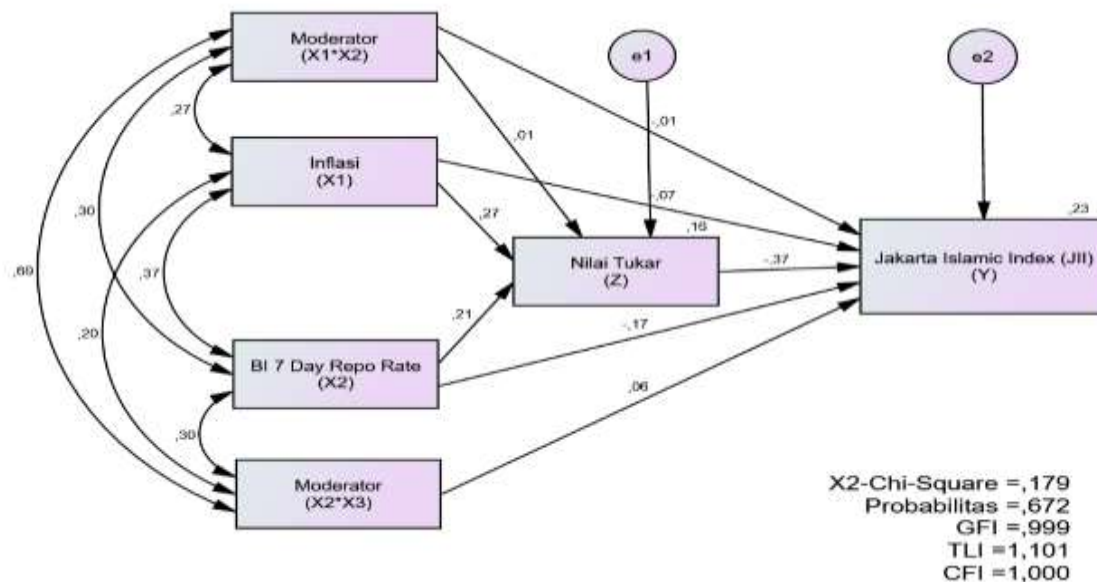 Moderator
(X1*X2)
e1
e2
,27
,01
-,01
Inflasi
(X1)
,30
-,07
,27
,16
,23
Nilai Tukar
(Z)
-,37
Jakarta Islamic Index (JII)
(Y)
,69
,37
,20
,21
-,17
BI 7 Day Repo Rate
(X2)
,06
,30
Moderator
(X2*X3)
X2-Chi-Square =,179
Probabilitas =,672
GFI =,999
TLI =1,101
CFI =1,000